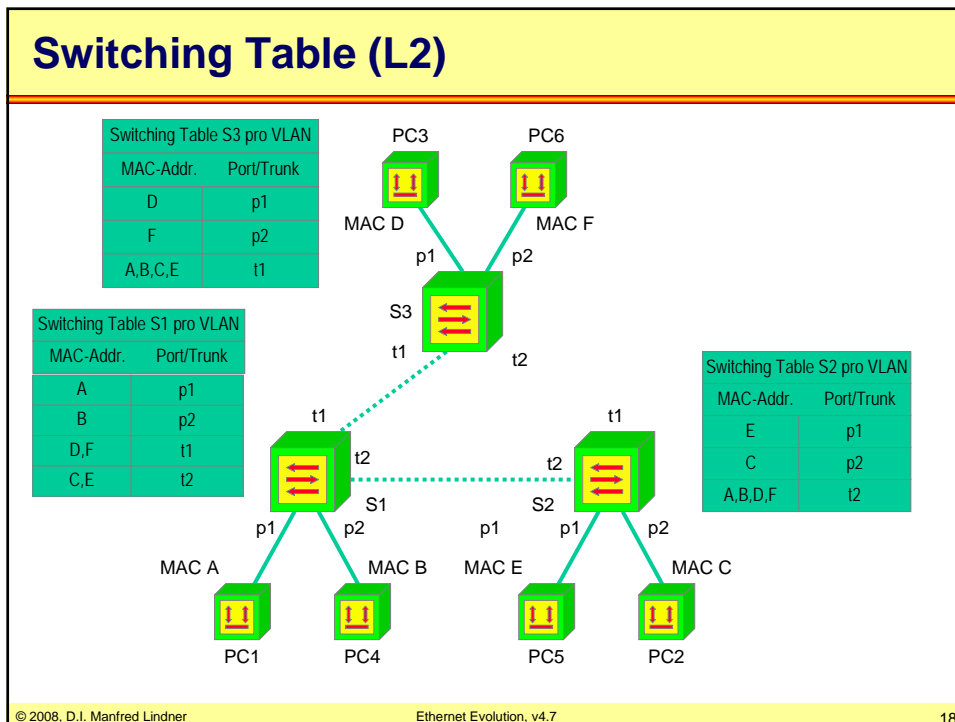 Switching Table (L2)
Switching Table S3 pro VLAN
MAC-Addr. Port/Trunk
D p1
F p2
A,B,C,E t1
PC3 PC6
MAC D MAC F
p1 p2
S3
t1 t2
Switching Table S1 pro VLAN
MAC-Addr. Port/Trunk
A p1
B p2
D,F t1
C,E t2
Switching Table S2 pro VLAN
MAC-Addr. Port/Trunk
E p1
C p2
A,B,D,F t2
t1 t1
t2 t2
S1 S2
p1 p2 p1 p1 p2
MAC A MAC B MAC E MAC C
PC1 PC4 PC5 PC2
© 2008, D.I. Manfred Lindner Ethernet Evolution, v4.7 18